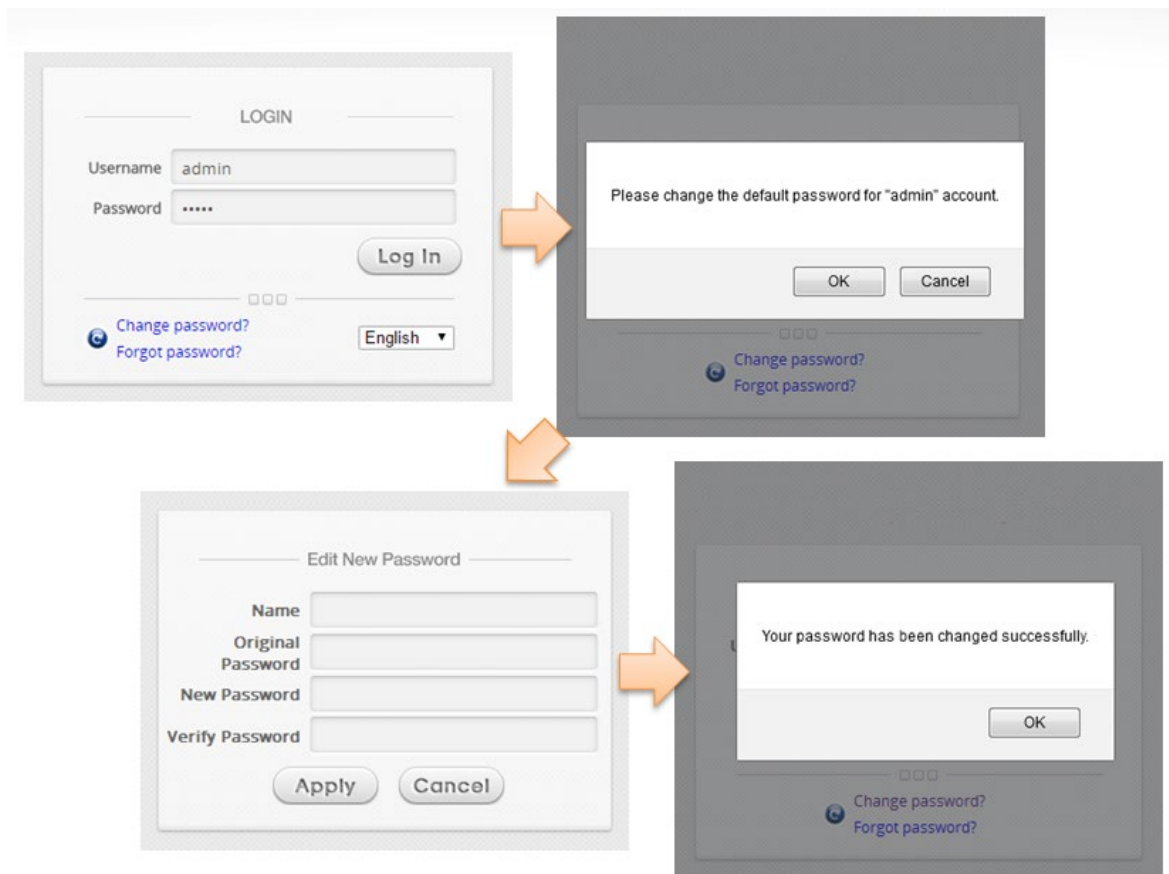 LOGIN
Username admin
Password •••••
Log In
Change password?
Forgot password?
English
Please change the default password for "admin" account.
OK Cancel
Change password?
Forgot password?
Edit New Password
Name
Original
Password
New Password
Verify Password
Apply Cancel
Your password has been changed successfully.
OK
Change password?
Forgot password?